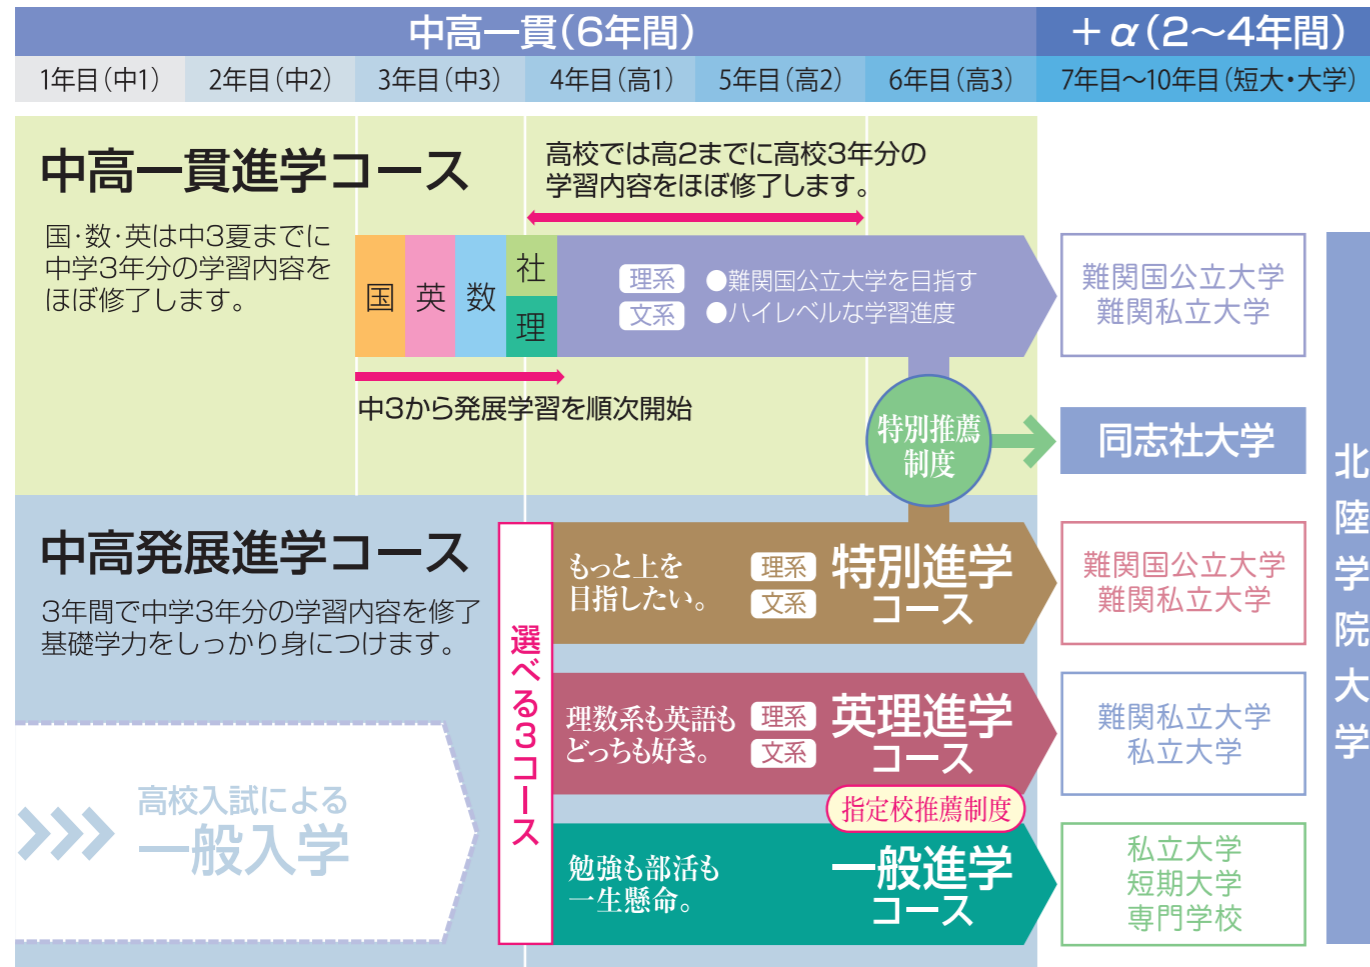 中高一貫(6年間)
＋α(2〜4年間)
1年目(中1)
2年目(中2)
3年目(中3)
4年目(高1)
5年目(高2)
6年目(高3)
7年目〜10年目(短大・大学)
中高一貫進学コース
国・数・英は中3夏までに
中学3年分の学習内容を
ほぼ修了します。
高校では高2までに高校3年分の
学習内容をほぼ修了します。
国
英
数
社
理
理系
●難関国公立大学を目指す
文系
●ハイレベルな学習進度
中3から発展学習を順次開始
難関国公立大学
難関私立大学
特別推薦
制度
同志社大学
北陸学院大学
中高発展進学コース
3年間で中学3年分の学習内容を修了
基礎学力をしっかり身につけます。
高校入試による
一般入学
選べる3コース
もっと上を
目指したい。
理系
文系
特別進学
コース
難関国公立大学
難関私立大学
理数系も英語も
どっちも好き。
理系
文系
英理進学
コース
難関私立大学
私立大学
指定校推薦制度
勉強も部活も
一生懸命。
一般進学
コース
私立大学
短期大学
専門学校